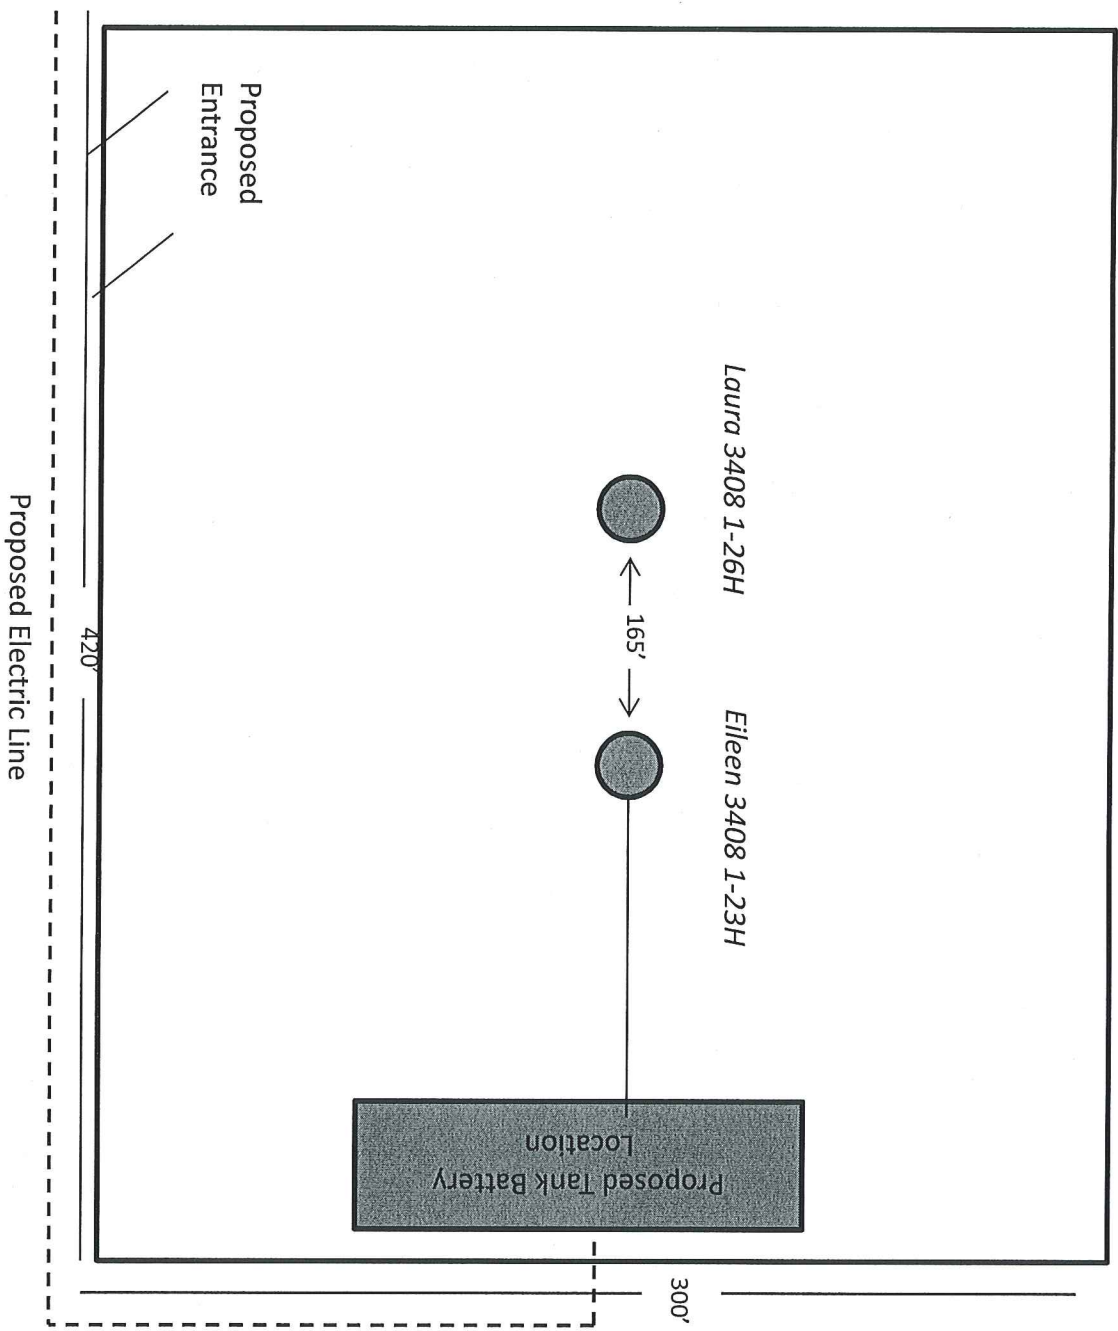 Proposed
Entrance
Laura 3408 1-26H
Eileen 3408 1-23H
165'
Proposed Tank Battery
Location
300'
420'
Proposed Electric Line